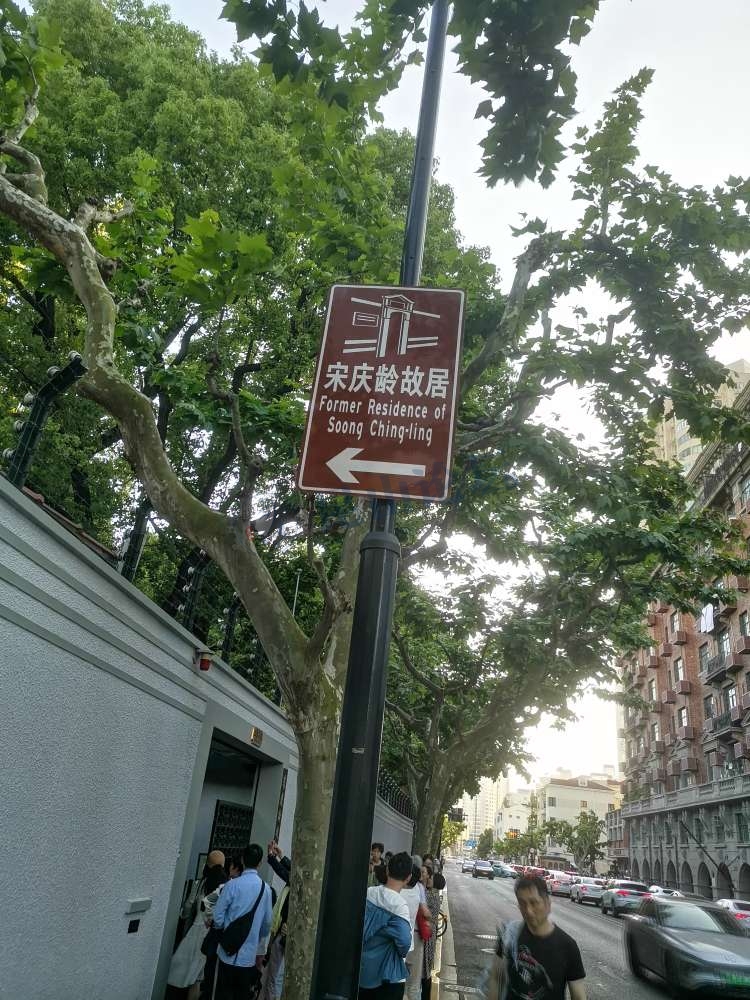 宋庆龄故居
Former Residence of
Soong Ching-ling